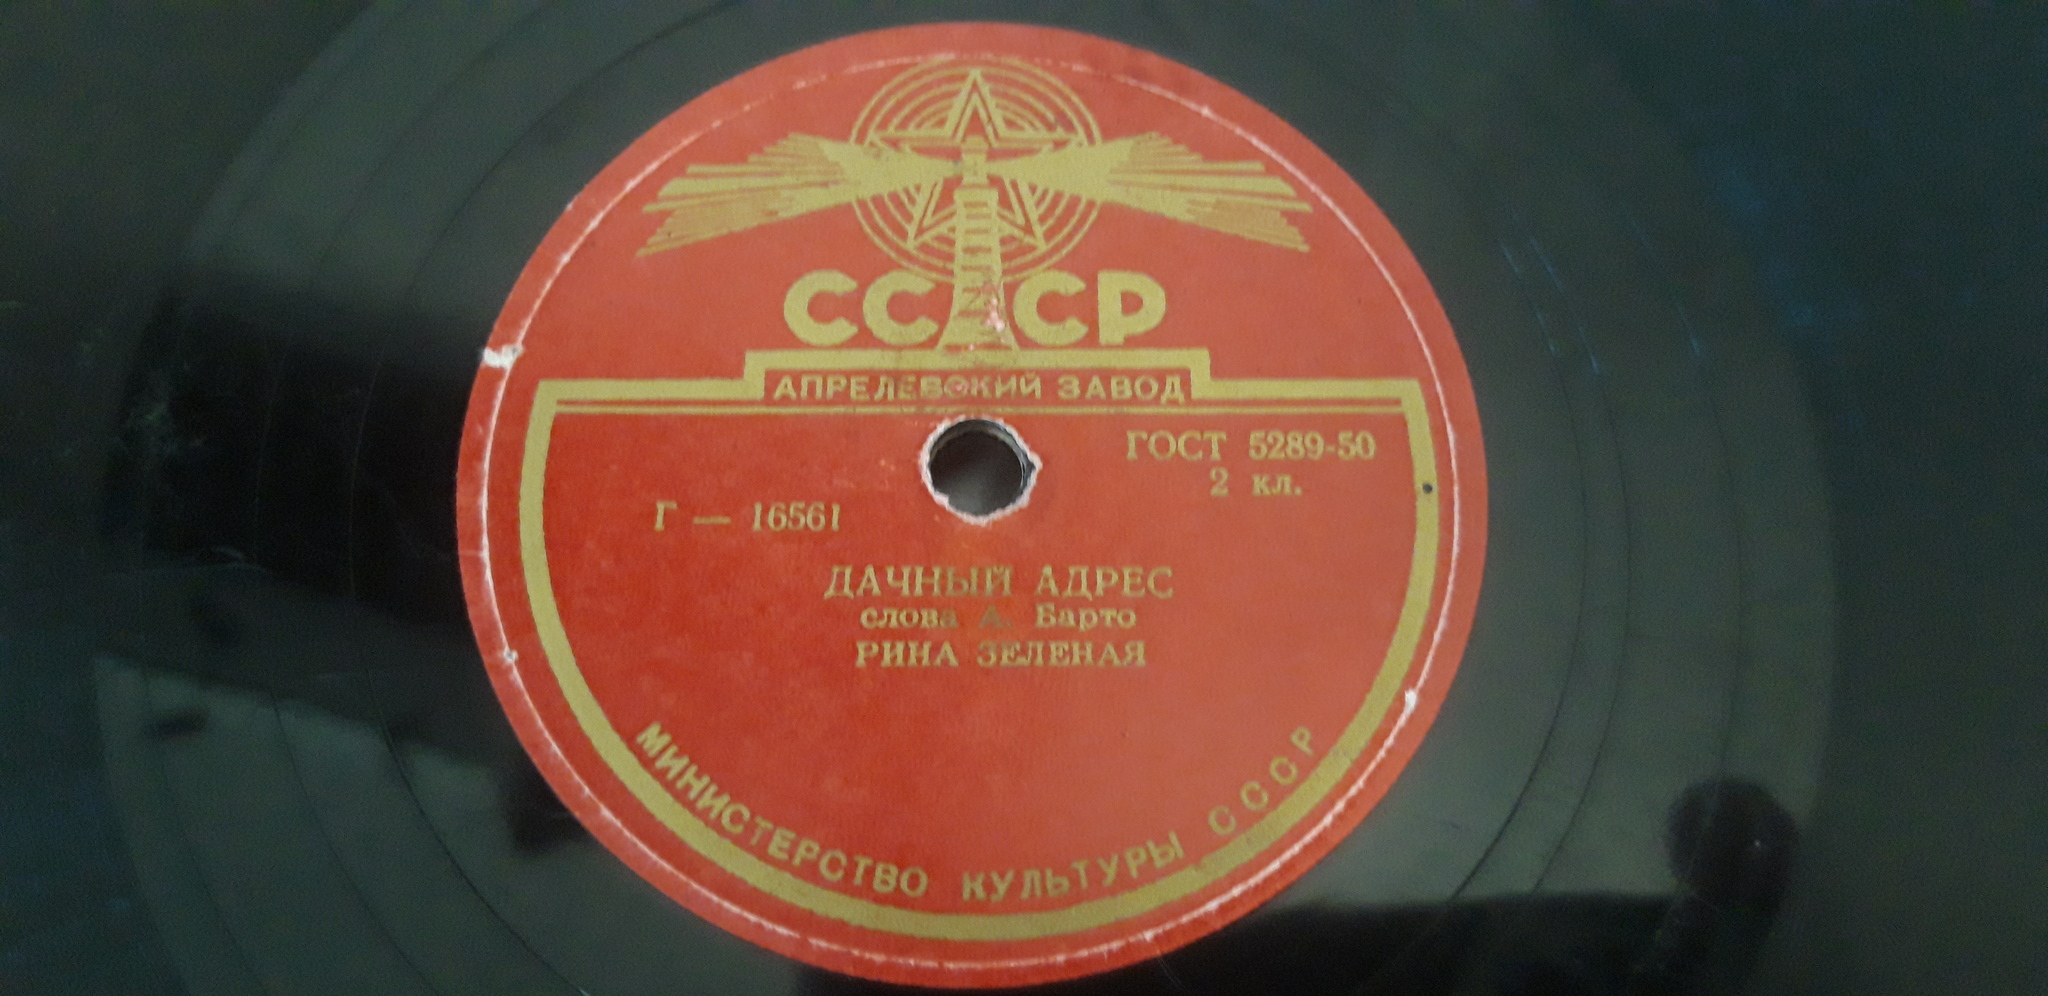 СССР
АПРЕЛЕВСКИЙ ЗАВОД
ГОСТ 5289-50
2 кл.
Г — 16561
ДАЧНЫЙ АДРЕС
слова А. Барто
РИНА ЗЕЛЕНАЯ
МИНИСТЕРСТВО КУЛЬТУРЫ СССР